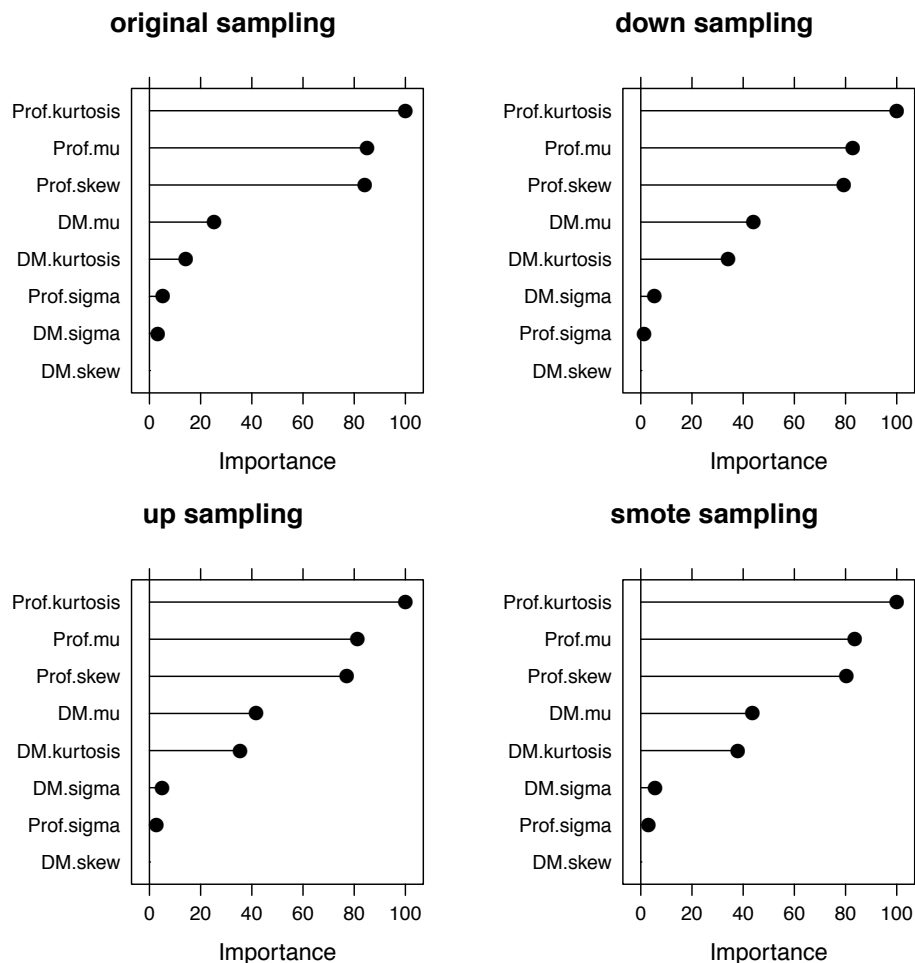 original sampling
Prof.kurtosis
Prof.mu
Prof.skew
DM.mu
DM.kurtosis
Prof.sigma
DM.sigma
DM.skew
0 20 40 60 80 100
Importance
down sampling
Prof.kurtosis
Prof.mu
Prof.skew
DM.mu
DM.kurtosis
DM.sigma
Prof.sigma
DM.skew
0 20 40 60 80 100
Importance
up sampling
Prof.kurtosis
Prof.mu
Prof.skew
DM.mu
DM.kurtosis
DM.sigma
Prof.sigma
DM.skew
0 20 40 60 80 100
Importance
smote sampling
Prof.kurtosis
Prof.mu
Prof.skew
DM.mu
DM.kurtosis
DM.sigma
Prof.sigma
DM.skew
0 20 40 60 80 100
Importance